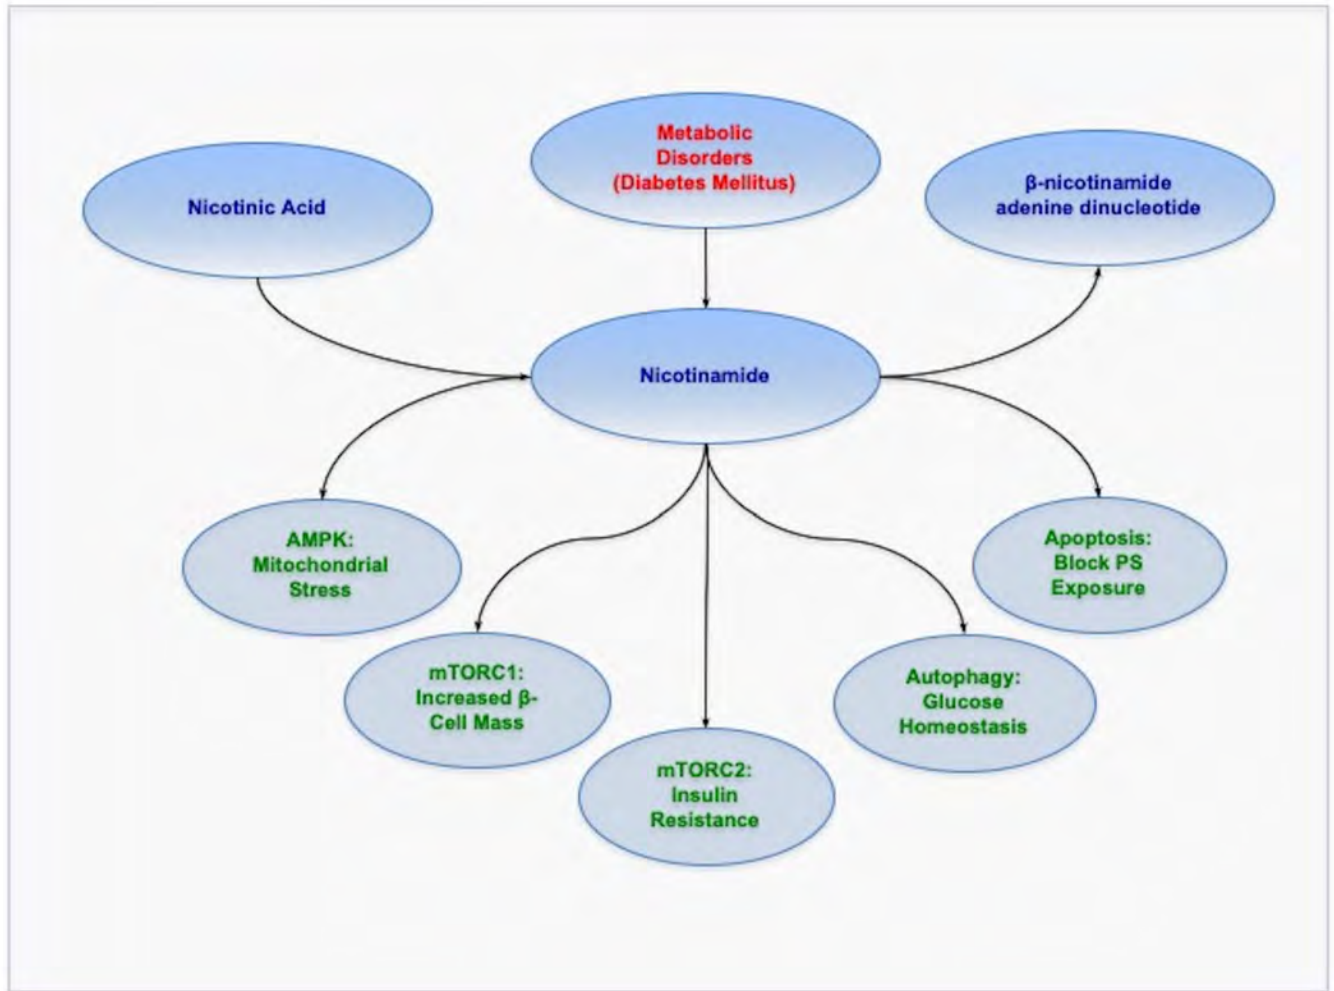 Metabolic
Disorders
(Diabetes Mellitus)
Nicotinic Acid
β-nicotinamide
adenine dinucleotide
Nicotinamide
AMPK:
Mitochondrial
Stress
Apoptosis:
Block PS
Exposure
mTORC1:
Increased β-
Cell Mass
Autophagy:
Glucose
Homeostasis
mTORC2:
Insulin
Resistance